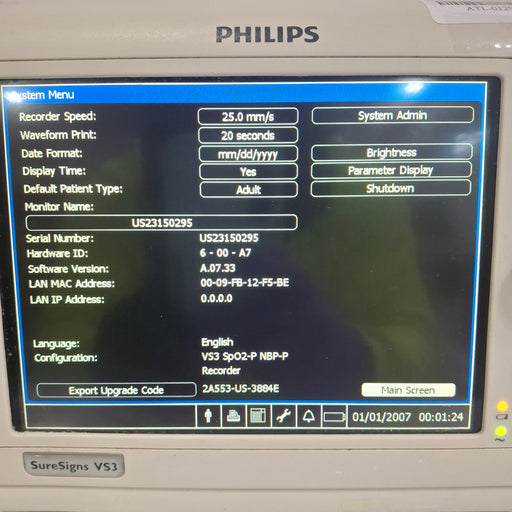 PHILIPS
System Menu
Recorder Speed: 25.0 mm/s System Admin
Waveform Print: 20 seconds
Date Format: mm/dd/yyyy Brightness
Display Time: Yes Parameter Display
Default Patient Type: Adult Shutdown
Monitor Name:
US23150295
Serial Number: US23150295
Hardware ID: 6 - 00 - A7
Software Version: A.07.33
LAN MAC Address: 00-09-FB-12-F5-BE
LAN IP Address: 0.0.0.0
Language: English
Configuration: VS3 SpO2-P NBP-P
Recorder
Export Upgrade Code 2A553-US-3884E Main Screen
01/01/2007 00:01:24
SureSigns VS3